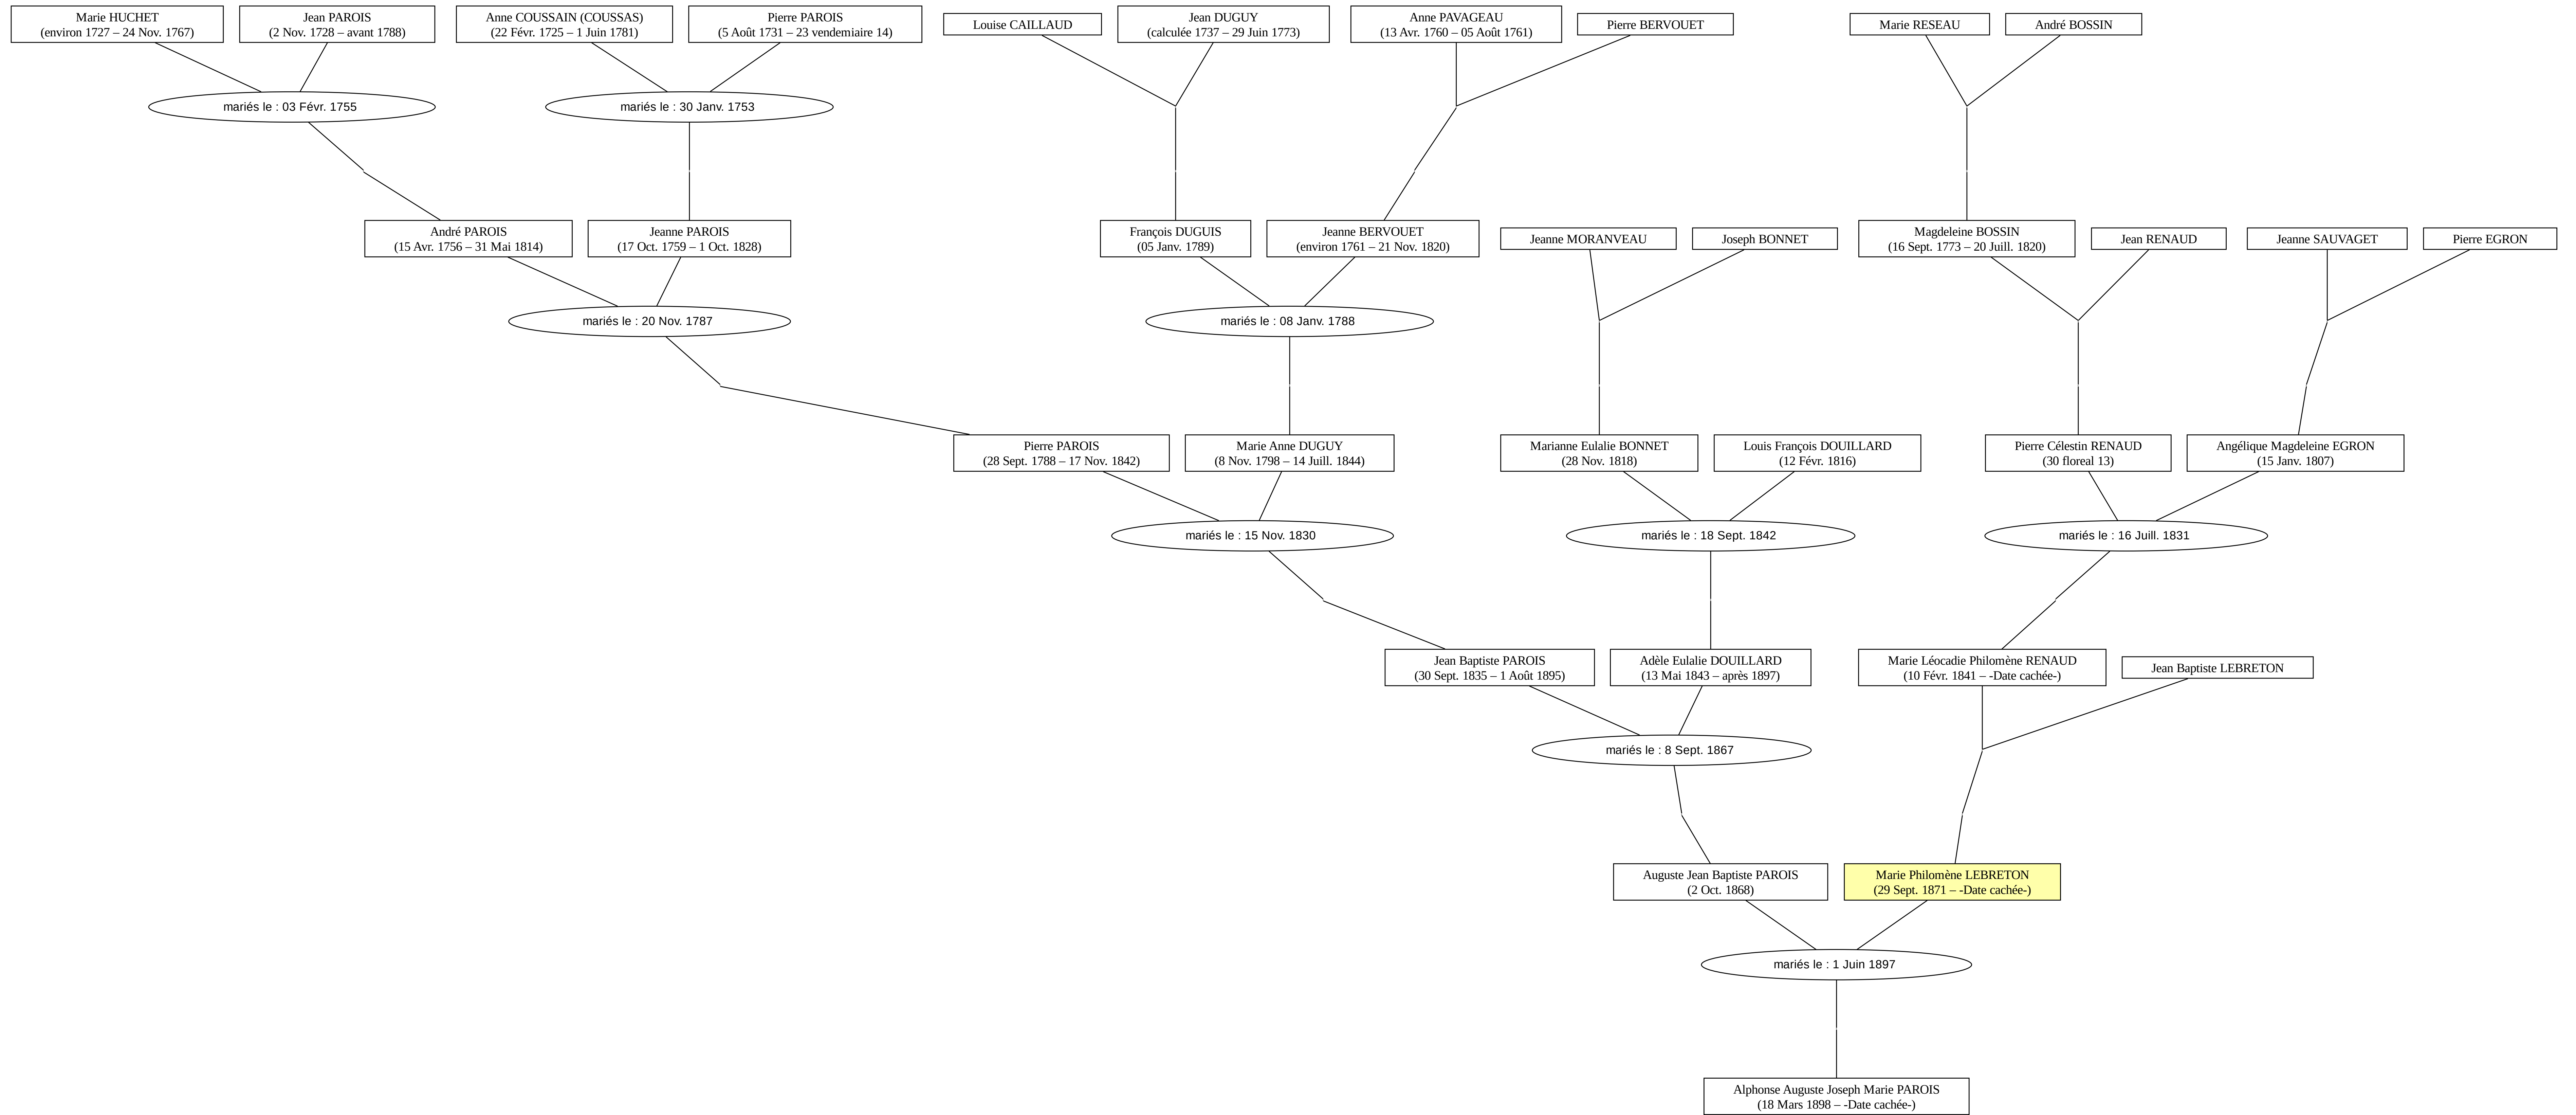 Marie HUCHET
(environ 1727 – 24 Nov. 1767)
Jean PAROIS
(2 Nov. 1728 – avant 1788)
Anne COUSSAIN (COUSSAS)
(22 Févr. 1725 – 1 Juin 1781)
Pierre PAROIS
(5 Août 1731 – 23 vendemiaire 14)
Louise CAILLAUD
Jean DUGUY
(calculée 1737 – 29 Juin 1773)
Anne PAVAGEAU
(13 Avr. 1760 – 05 Août 1761)
Pierre BERVOUET
Marie RESEAU
André BOSSIN
mariés le : 03 Févr. 1755
mariés le : 30 Janv. 1753
André PAROIS
(15 Avr. 1756 – 31 Mai 1814)
Jeanne PAROIS
(17 Oct. 1759 – 1 Oct. 1828)
François DUGUIS
(05 Janv. 1789)
Jeanne BERVOUET
(environ 1761 – 21 Nov. 1820)
Jeanne MORANVEAU
Joseph BONNET
Magdeleine BOSSIN
(16 Sept. 1773 – 20 Juill. 1820)
Jean RENAUD
Jeanne SAUVAGET
Pierre EGRON
mariés le : 20 Nov. 1787
mariés le : 08 Janv. 1788
Pierre PAROIS
(28 Sept. 1788 – 17 Nov. 1842)
Marie Anne DUGUY
(8 Nov. 1798 – 14 Juill. 1844)
Marianne Eulalie BONNET
(28 Nov. 1818)
Louis François DOUILLARD
(12 Févr. 1816)
Pierre Célestin RENAUD
(30 floreal 13)
Angélique Magdeleine EGRON
(15 Janv. 1807)
mariés le : 15 Nov. 1830
mariés le : 18 Sept. 1842
mariés le : 16 Juill. 1831
Jean Baptiste PAROIS
(30 Sept. 1835 – 1 Août 1895)
Adèle Eulalie DOUILLARD
(13 Mai 1843 – après 1897)
Marie Léocadie Philomène RENAUD
(10 Févr. 1841 – -Date cachée-)
Jean Baptiste LEBRETON
mariés le : 8 Sept. 1867
Auguste Jean Baptiste PAROIS
(2 Oct. 1868)
Marie Philomène LEBRETON
(29 Sept. 1871 – -Date cachée-)
mariés le : 1 Juin 1897
Alphonse Auguste Joseph Marie PAROIS
(18 Mars 1898 – -Date cachée-)